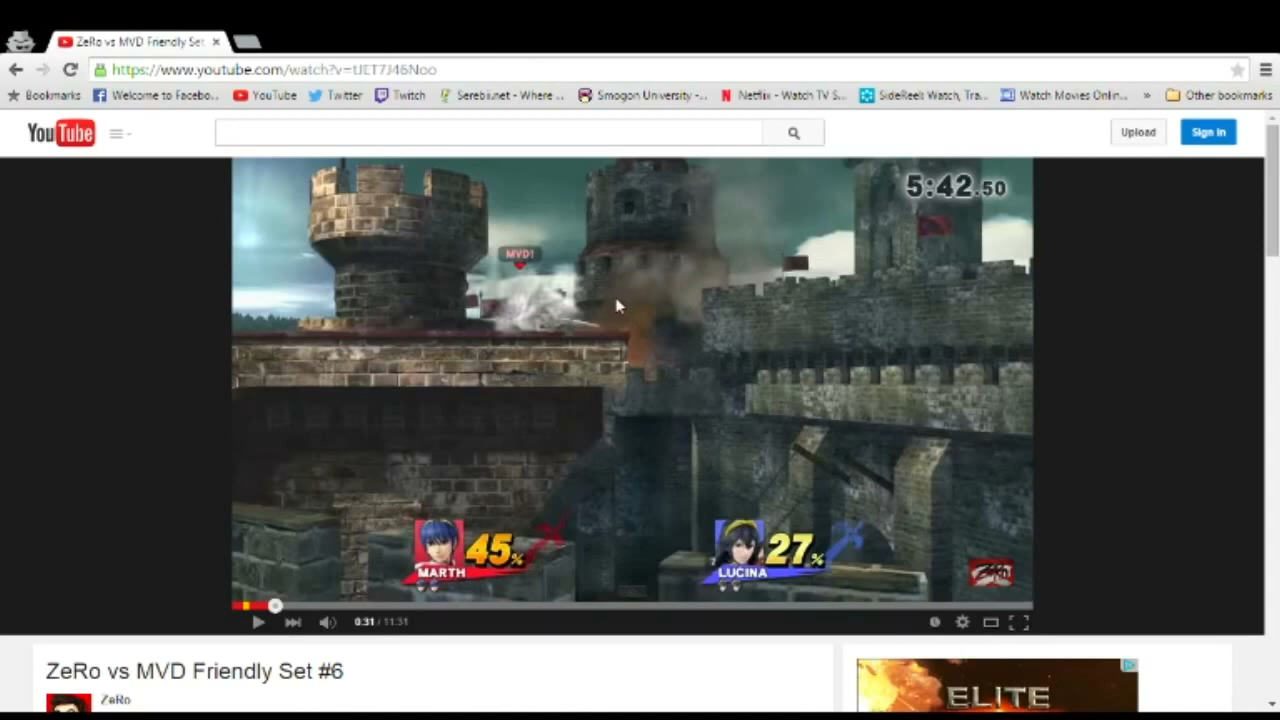 ZeRo vs MVD Friendly Set
https://www.youtube.com/watch?v=tJET7J46Noo
Bookmarks Welcome to Facebo... YouTube Twitter Twitch Serebii.net - Where ... Smogon University -... Netflix - Watch TV S... SideReel: Watch, Tra... Watch Movies Onlin... » Other bookmarks
YouTube Upload Sign in
5:42.50
MVD1
45% 27%
MARTH LUCINA
ZeRo
0:31 / 11:31
ZeRo vs MVD Friendly Set #6
ZeRo
ELITE